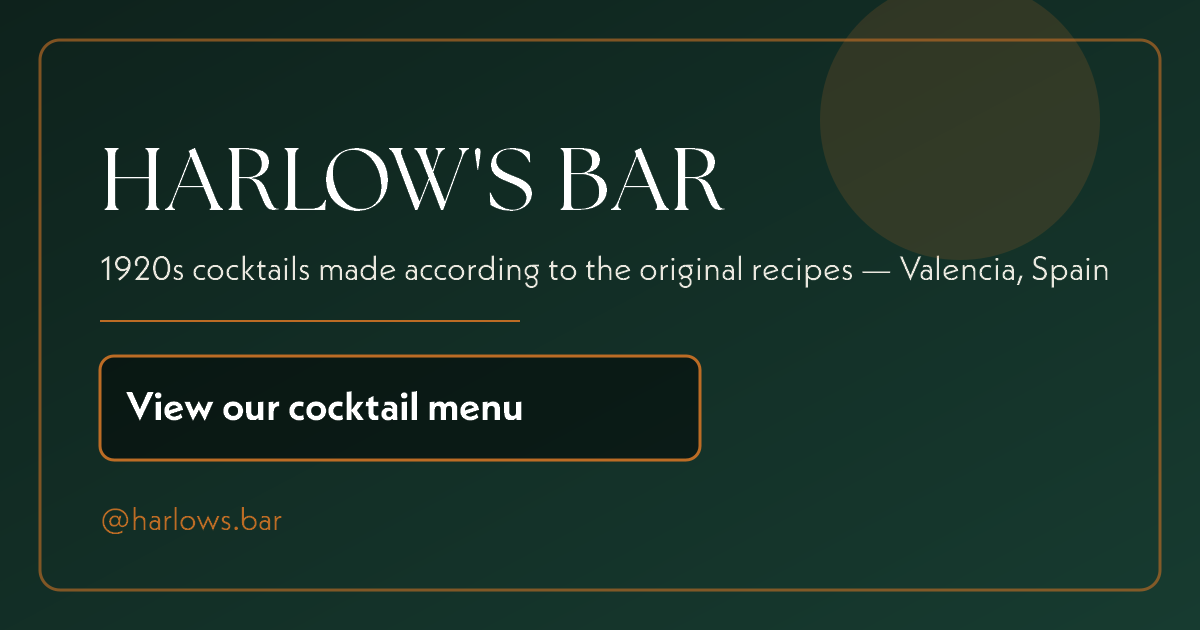 HARLOW'S BAR
1920s cocktails made according to the original recipes — Valencia, Spain
View our cocktail menu
@harlows.bar